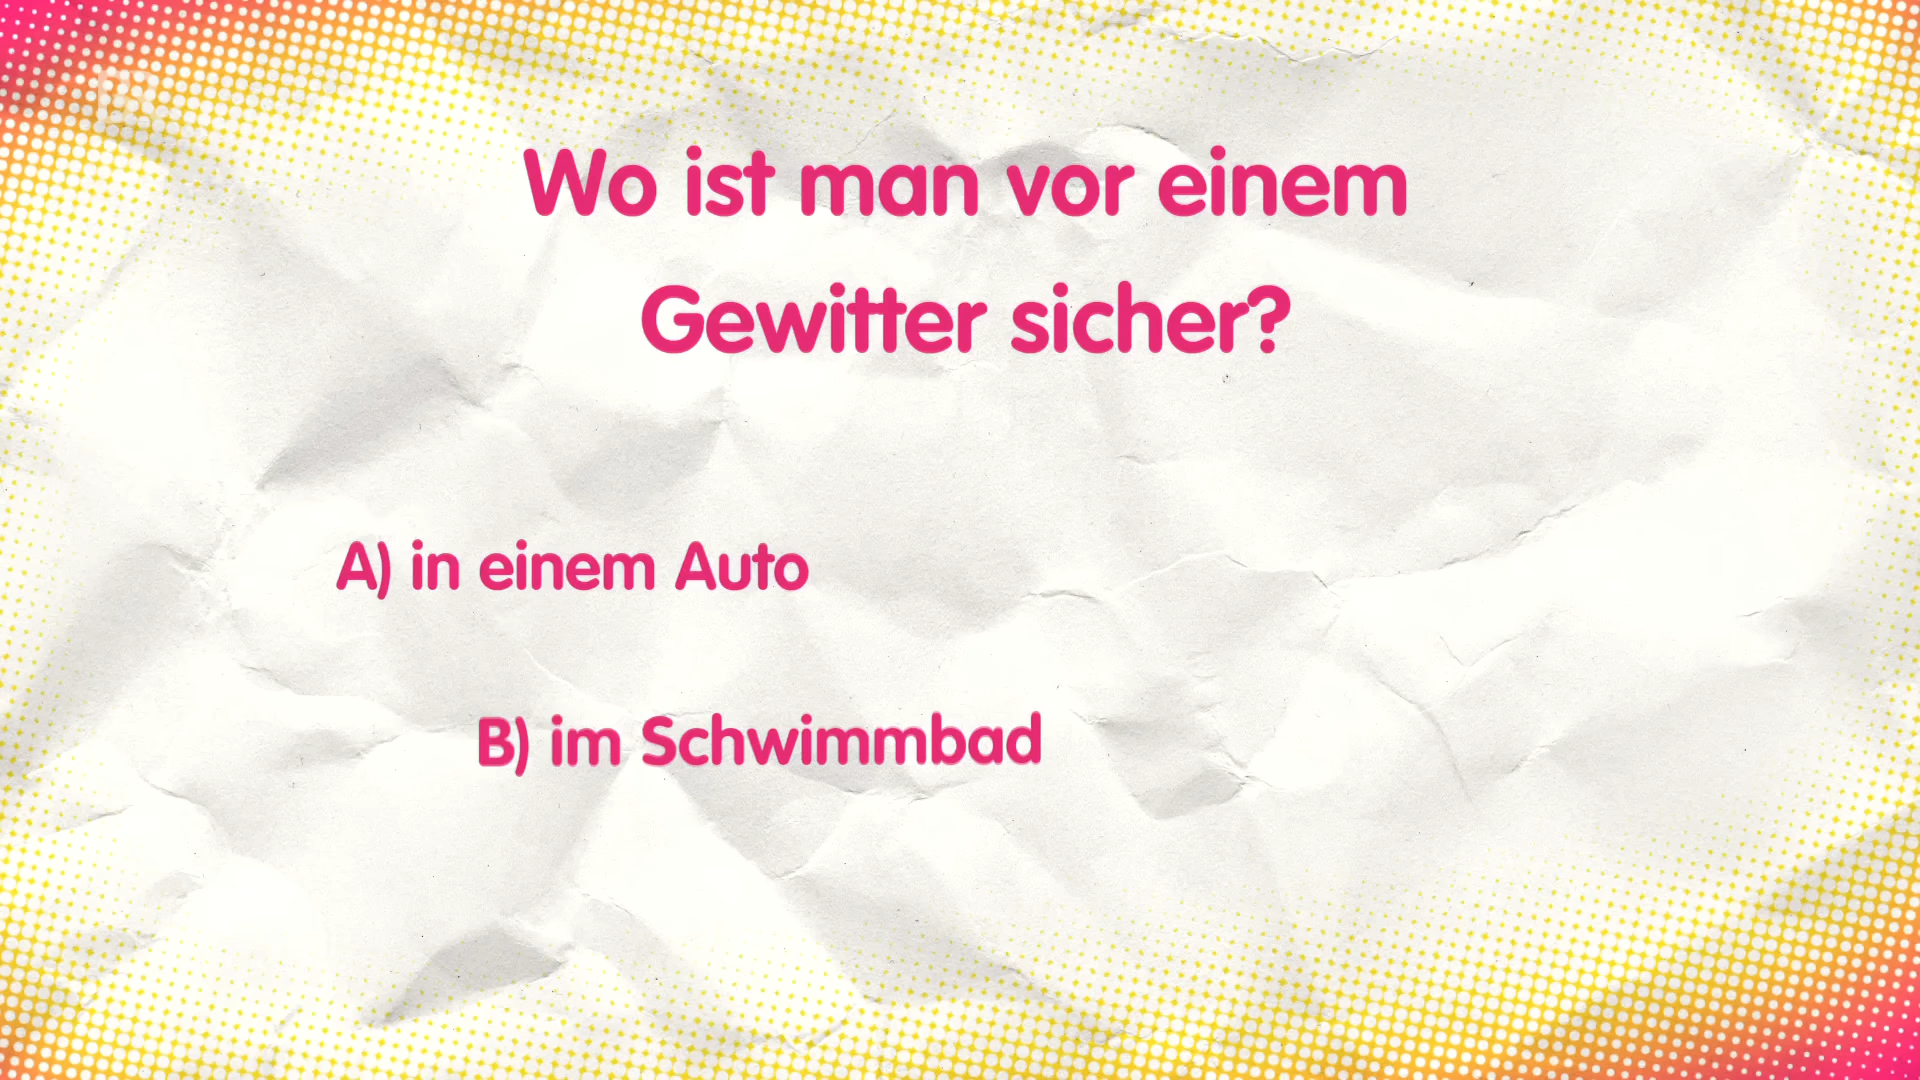 Wo ist man vor einem
Gewitter sicher?
A) in einem Auto
B) im Schwimmbad